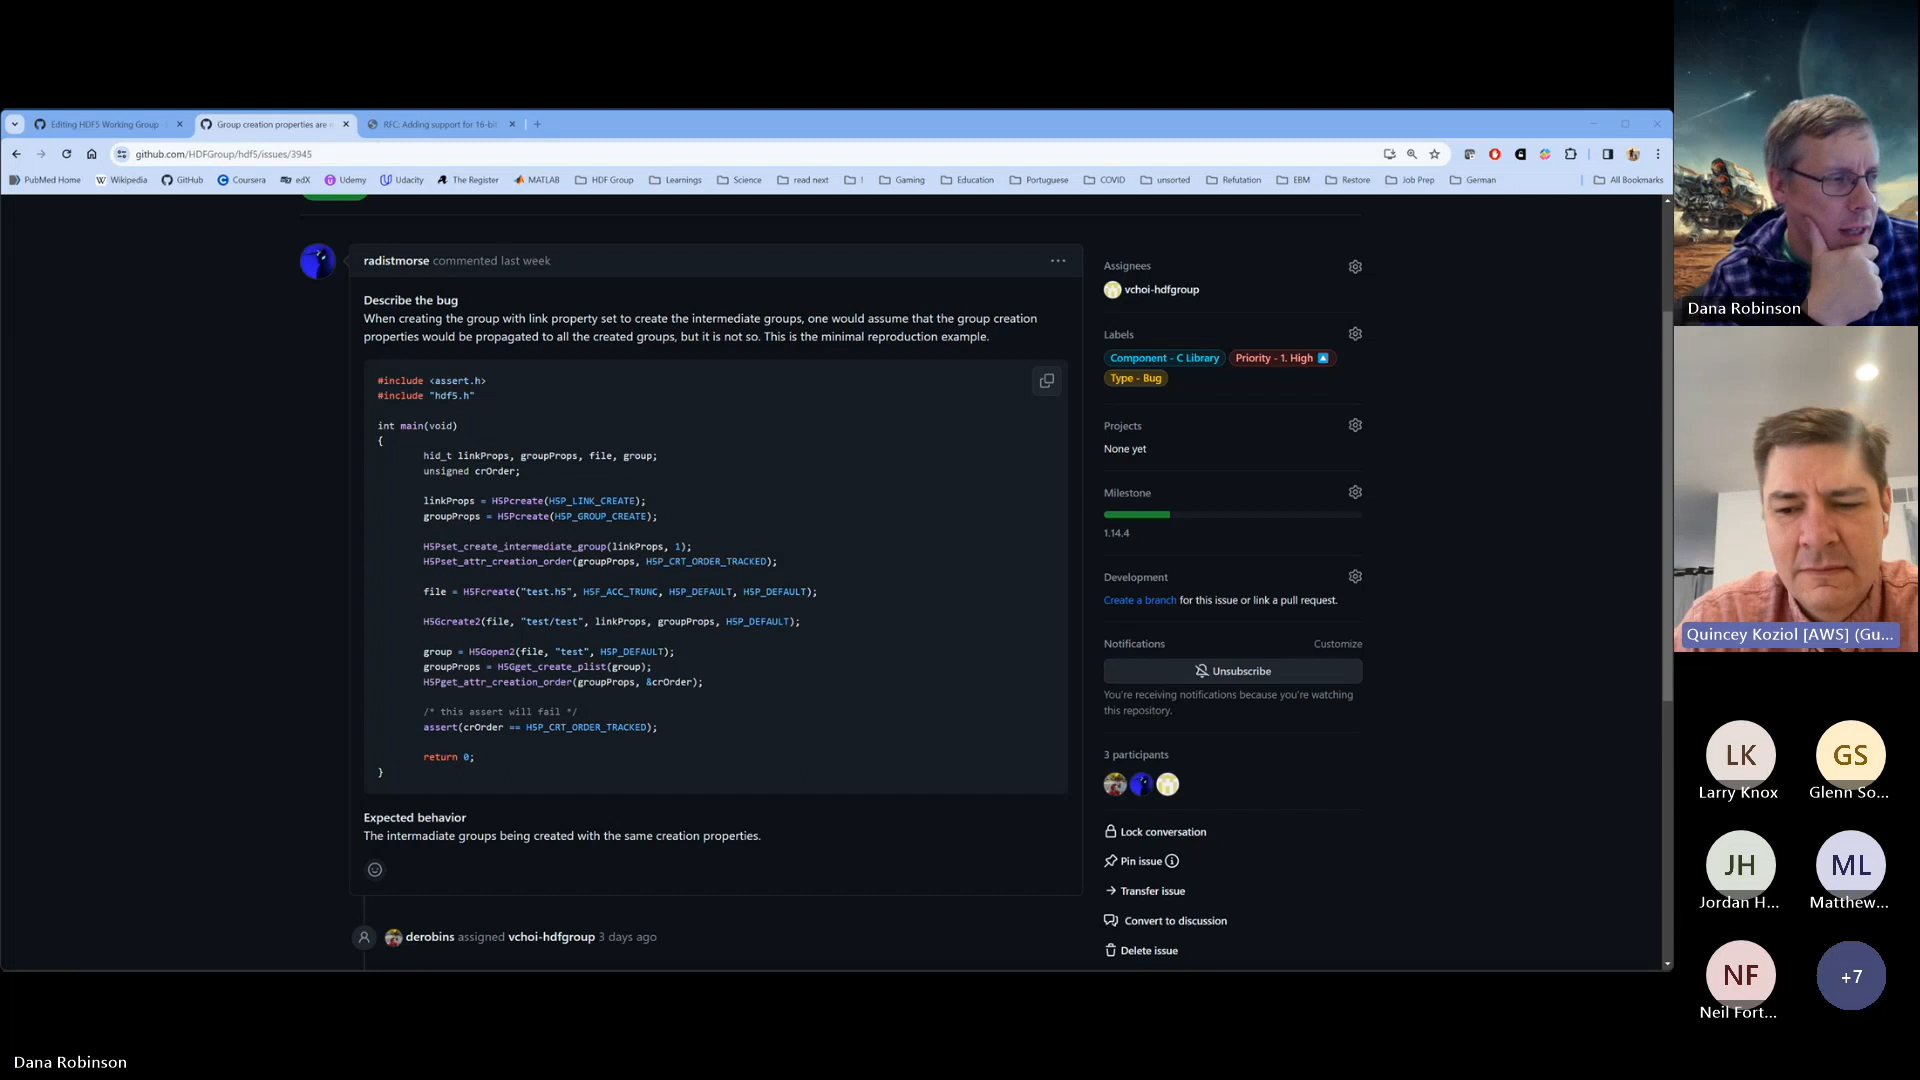 Editing HDF5 Working Group
Group creation properties are n
RFC: Adding support for 16-bit
github.com/HDFGroup/hdf5/issues/3945
PubMed Home
Wikipedia
GitHub
Coursera
edX
Udemy
Udacity
The Register
MATLAB
HDF Group
Learnings
Science
read next
!
Gaming
Education
Portuguese
COVID
unsorted
Refutation
EBM
Restore
Job Prep
German
All Bookmarks
radistmorse commented last week
Describe the bug
When creating the group with link property set to create the intermediate groups, one would assume that the group creation
properties would be propagated to all the created groups, but it is not so. This is the minimal reproduction example.
#include <assert.h>
#include "hdf5.h"
int main(void)
{
hid_t linkProps, groupProps, file, group;
unsigned crOrder;
linkProps = H5Pcreate(H5P_LINK_CREATE);
groupProps = H5Pcreate(H5P_GROUP_CREATE);
H5Pset_create_intermediate_group(linkProps, 1);
H5Pset_attr_creation_order(groupProps, H5P_CRT_ORDER_TRACKED);
file = H5Fcreate("test.h5", H5F_ACC_TRUNC, H5P_DEFAULT, H5P_DEFAULT);
H5Gcreate2(file, "test/test", linkProps, groupProps, H5P_DEFAULT);
group = H5Gopen2(file, "test", H5P_DEFAULT);
groupProps = H5Gget_create_plist(group);
H5Pget_attr_creation_order(groupProps, &crOrder);
/* this assert will fail */
assert(crOrder == H5P_CRT_ORDER_TRACKED);
return 0;
}
Expected behavior
The intermadiate groups being created with the same creation properties.
derobins assigned vchoi-hdfgroup 3 days ago
Assignees
vchoi-hdfgroup
Labels
Component - C Library
Priority - 1. High
Type - Bug
Projects
None yet
Milestone
1.14.4
Development
Create a branch for this issue or link a pull request.
Notifications
Customize
Unsubscribe
You're receiving notifications because you're watching
this repository.
3 participants
Lock conversation
Pin issue
Transfer issue
Convert to discussion
Delete issue
Dana Robinson
Quincey Koziol [AWS] (Gu...
LK
Larry Knox
GS
Glenn So...
JH
Jordan H...
ML
Matthew...
NF
Neil Fort...
+7
Dana Robinson